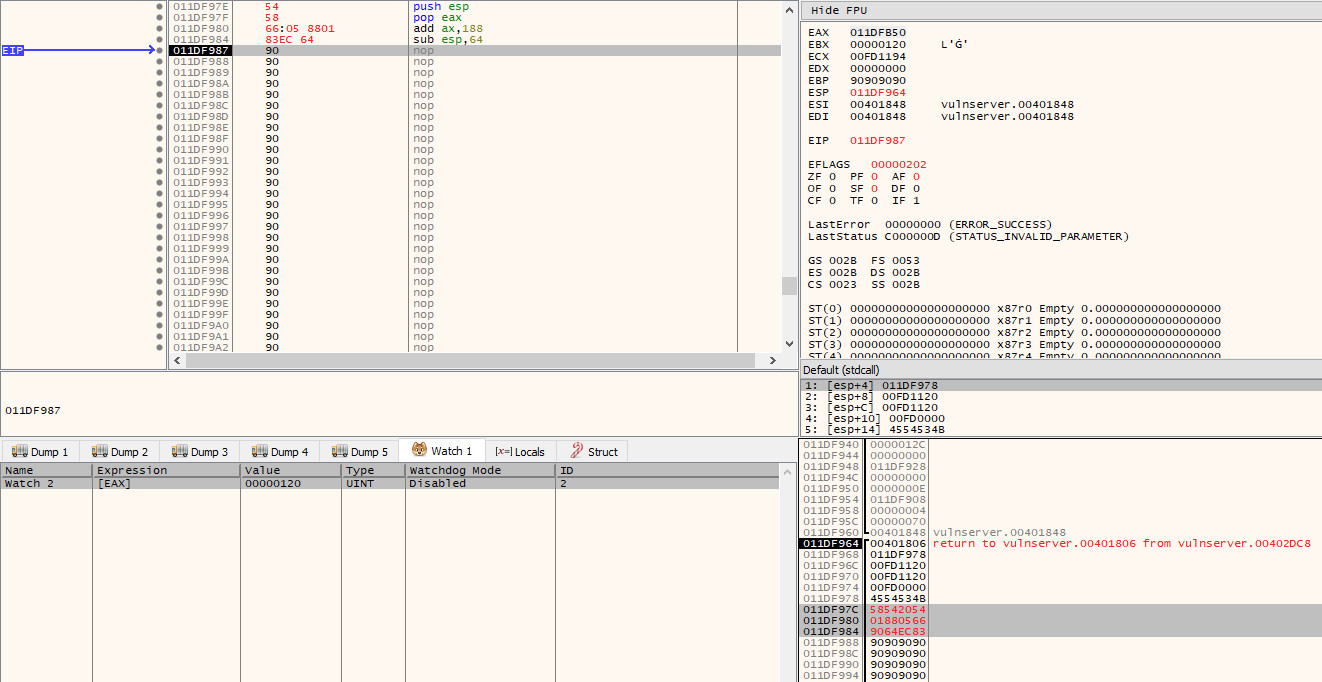 011DF97E 54 push esp
011DF97F 58 pop eax
011DF980 66:05 8801 add ax,188
011DF984 83EC 64 sub esp,64
EIP 011DF987 90 nop
011DF988 90 nop
011DF989 90 nop
011DF98A 90 nop
011DF98B 90 nop
011DF98C 90 nop
011DF98D 90 nop
011DF98E 90 nop
011DF98F 90 nop
011DF990 90 nop
011DF991 90 nop
011DF992 90 nop
011DF993 90 nop
011DF994 90 nop
011DF995 90 nop
011DF996 90 nop
011DF997 90 nop
011DF998 90 nop
011DF999 90 nop
011DF99A 90 nop
011DF99B 90 nop
011DF99C 90 nop
011DF99D 90 nop
011DF99E 90 nop
011DF99F 90 nop
011DF9A0 90 nop
011DF9A1 90 nop
011DF9A2 90 nop
Hide FPU
EAX 011DFB50
EBX 00000120 L'Ġ'
ECX 00FD1194
EDX 00000000
EBP 90909090
ESP 011DF964
ESI 00401848 vulnserver.00401848
EDI 00401848 vulnserver.00401848
EIP 011DF987
EFLAGS 00000202
ZF 0 PF 0 AF 0
OF 0 SF 0 DF 0
CF 0 TF 0 IF 1
LastError 00000000 (ERROR_SUCCESS)
LastStatus C000000D (STATUS_INVALID_PARAMETER)
GS 002B FS 0053
ES 002B DS 002B
CS 0023 SS 002B
ST(0) 00000000000000000000 x87r0 Empty 0.000000000000000000
ST(1) 00000000000000000000 x87r1 Empty 0.000000000000000000
ST(2) 00000000000000000000 x87r2 Empty 0.000000000000000000
ST(3) 00000000000000000000 x87r3 Empty 0.000000000000000000
ST(4) 00000000000000000000 x87r4 Empty 0.000000000000000000
Default (stdcall)
1: [esp+4] 011DF978
2: [esp+8] 00FD1120
3: [esp+C] 00FD1120
4: [esp+10] 00FD0000
5: [esp+14] 4554534B
011DF987
Dump 1 Dump 2 Dump 3 Dump 4 Dump 5 Watch 1 [x=] Locals Struct
Name Expression Value Type Watchdog Mode ID
Watch 2 [EAX] 00000120 UINT Disabled 2
011DF940 0000012C
011DF944 00000000
011DF948 011DF928
011DF94C 00000000
011DF950 0000000E
011DF954 011DF908
011DF958 00000004
011DF95C 00000070
011DF960 00401848 vulnserver.00401848
011DF964 00401806 return to vulnserver.00401806 from vulnserver.00402DC8
011DF968 011DF978
011DF96C 00FD1120
011DF970 00FD1120
011DF974 00FD0000
011DF978 4554534B
011DF97C 58542054
011DF980 01880566
011DF984 9064EC83
011DF988 90909090
011DF98C 90909090
011DF990 90909090
011DF994 90909090